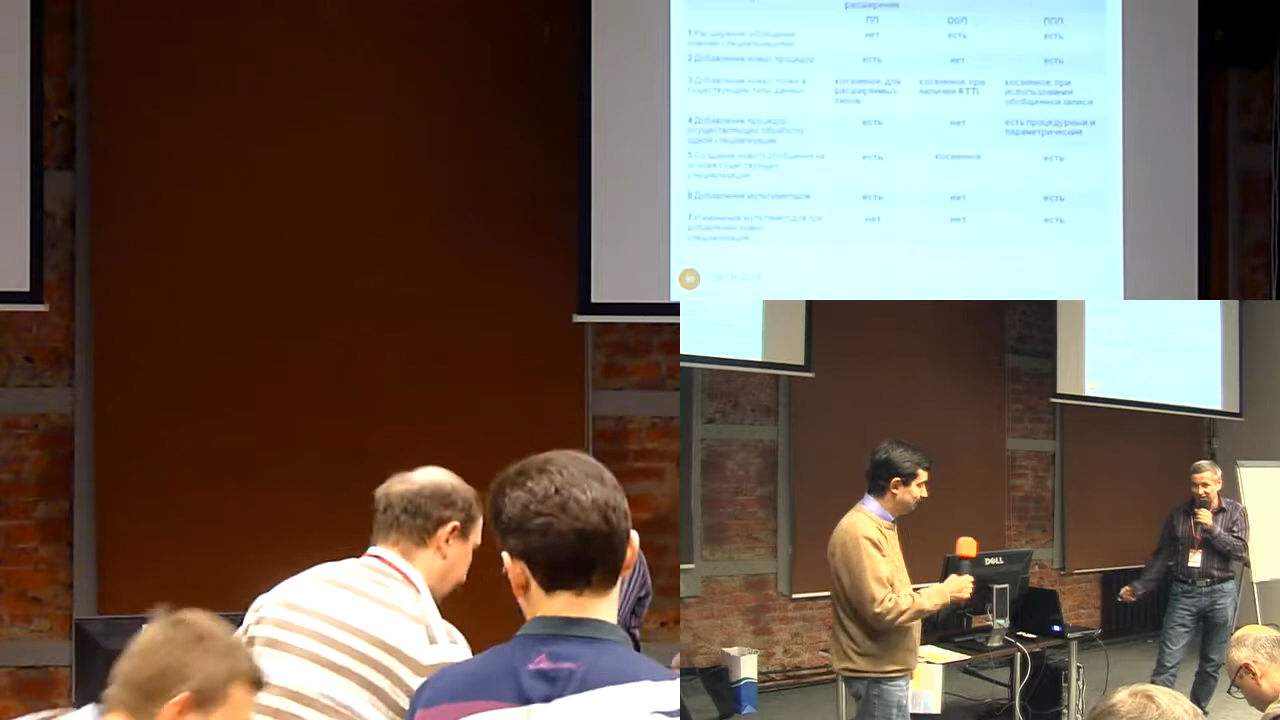 расширения
ПП ООП ППП
1 Расширение обобщения нет есть есть
новыми специализациями
2 Добавление новых процедур есть нет есть
3 Добавление новых полей в косвенное, для косвенное, при косвенное, при
существующие типы данных расширяемых наличии RTTI использовании
типов обобщенной записи
4 Добавление процедур, есть нет есть процедурный и
осуществляющих обработку параметрический
одной специализации
5 Создание нового обобщения на есть косвенное есть
основе существующих
специализаций
6 Добавление мультиметодов есть нет есть
7 Изменение мультиметодов при нет нет есть
добавлении новых
специализаций
DELL